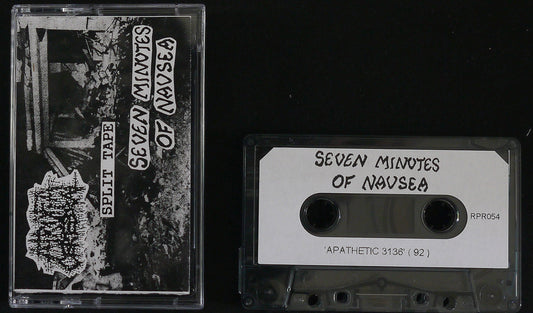 SEVEN MINUTES
OF NAUSEA
SPLIT TAPE
SEVEN MINUTES
OF NAUSEA
RPR054
'APATHETIC 3136' ( 92 )